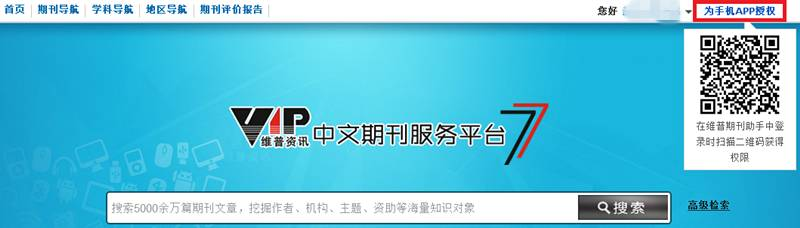 首页 期刊导航 学科导航 地区导航 期刊评价报告
您好
为手机APP授权
在维普期刊助手中登
录时扫描二维码获得
权限
VIP
维普资讯
中文期刊服务平台
7
搜索5000余万篇期刊文章，挖掘作者、机构、主题、资助等海量知识对象
搜索
高级检索